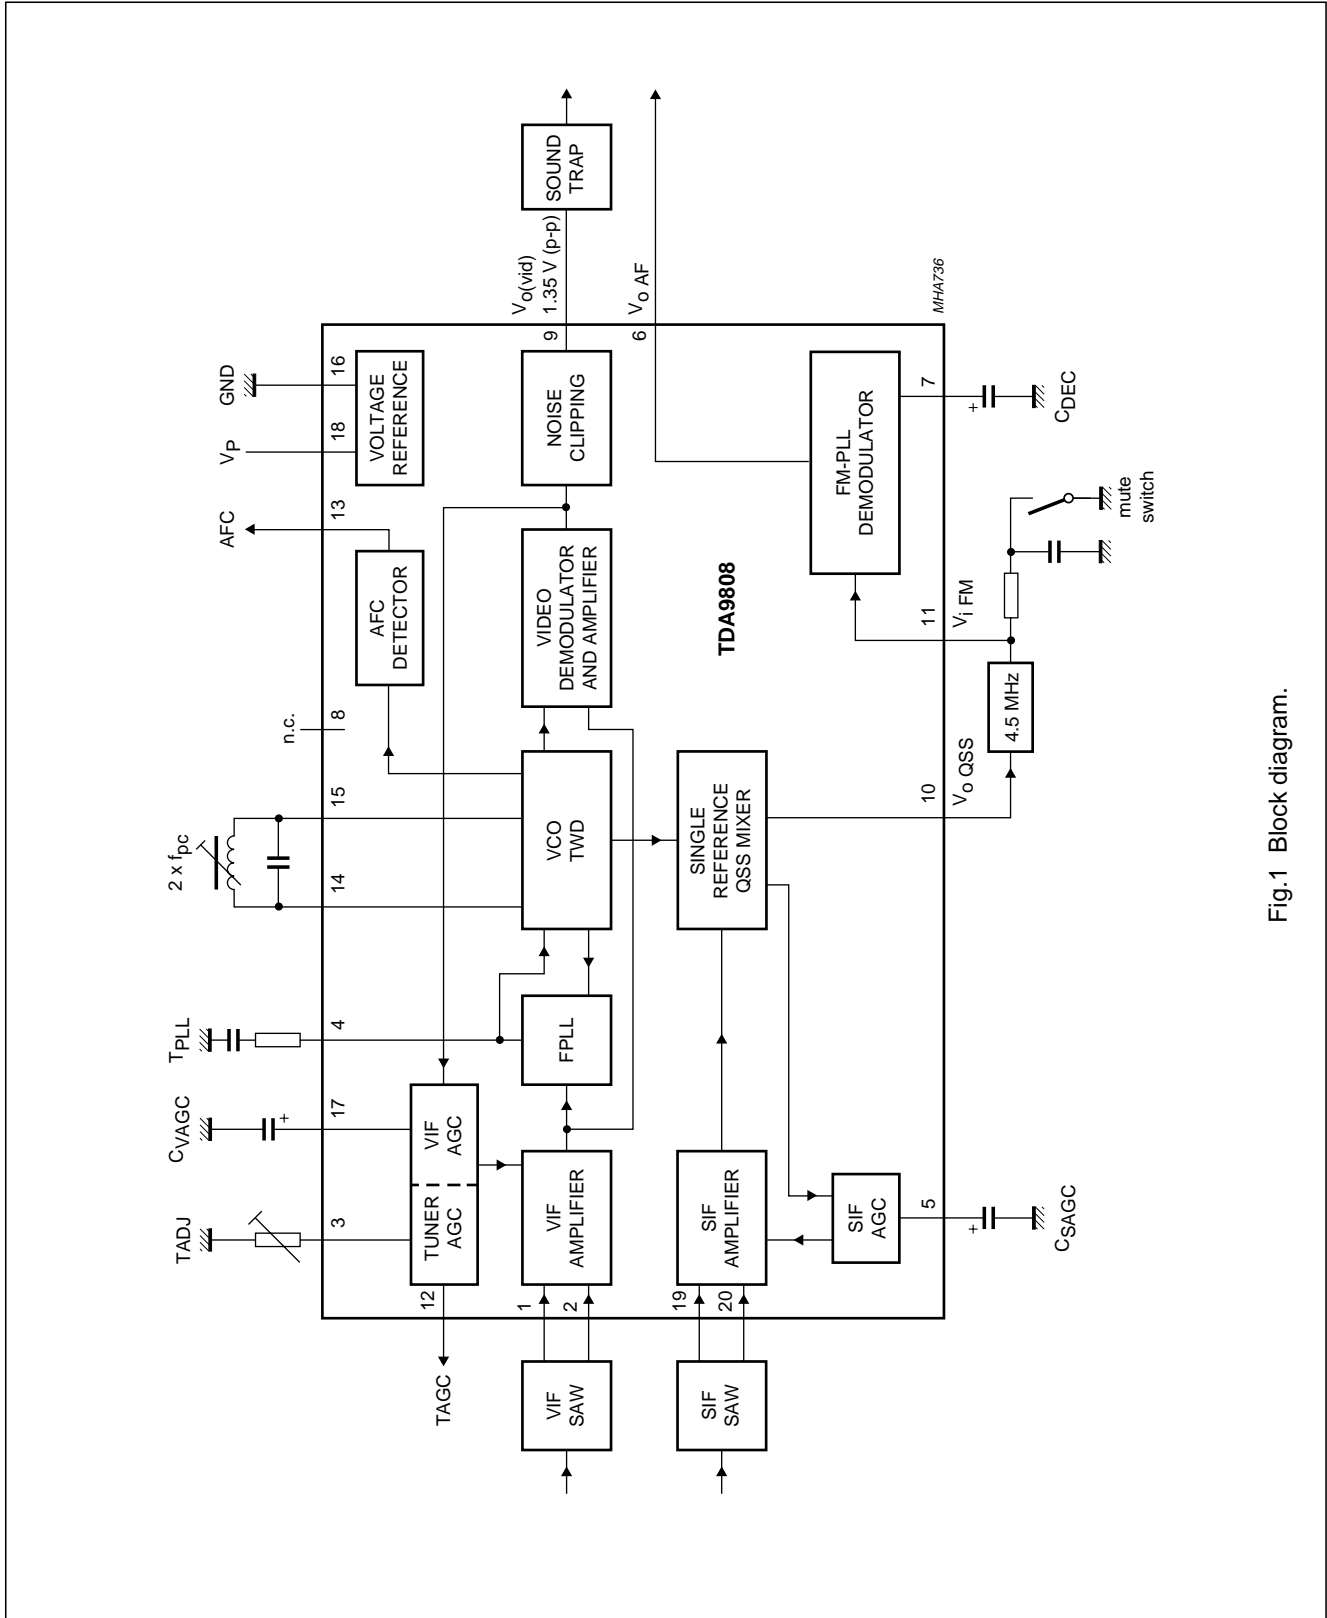 TADJ
CVAGC
TPLL
2 x fpc
n.c.
AFC
VP
GND
3
17
4
14
15
8
13
18
16
12
TAGC
TUNER
AGC
VIF
AGC
AFC
DETECTOR
VOLTAGE
REFERENCE
VIF
SAW
1
2
VIF
AMPLIFIER
FPLL
VCO
TWD
VIDEO
DEMODULATOR
AND AMPLIFIER
NOISE
CLIPPING
9
Vo(vid)
1.35 V (p-p)
SOUND
TRAP
6
Vo AF
SIF
SAW
19
20
SIF
AMPLIFIER
SINGLE
REFERENCE
QSS MIXER
TDA9808
SIF
AGC
FM-PLL
DEMODULATOR
5
10
11
7
MHA736
CSAGC
Vo QSS
4.5 MHz
Vi FM
mute
switch
CDEC
Fig.1 Block diagram.